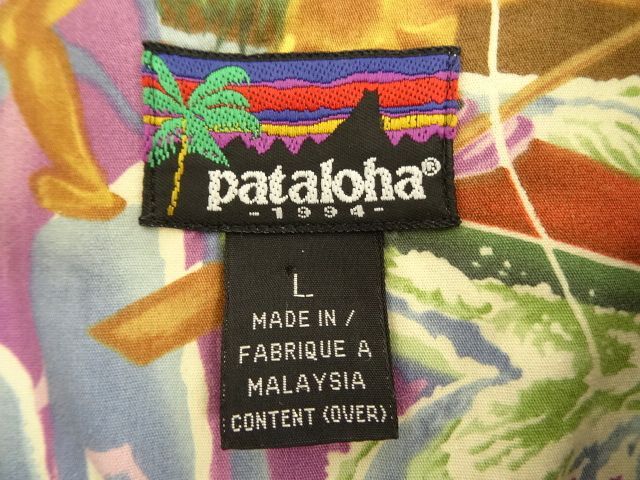 pataloha®
-1994-
L
MADE IN /
FABRIQUE A
MALAYSIA
CONTENT (OVER)